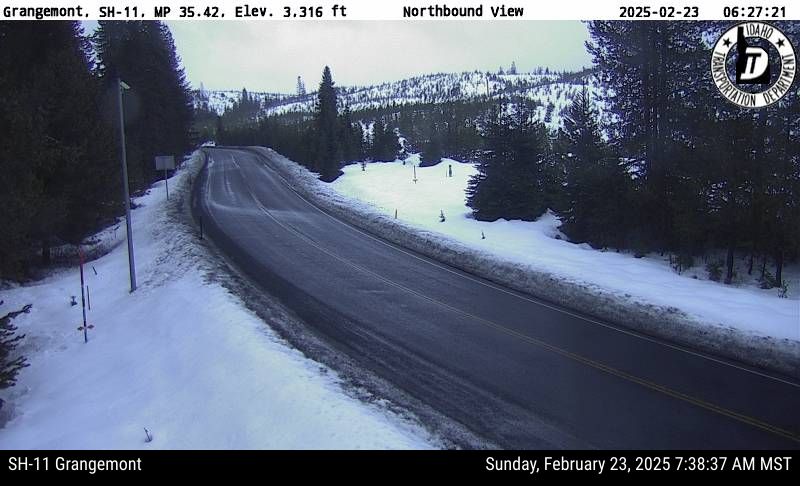 Grangemont, SH-11, MP 35.42, Elev. 3,316 ft Northbound View 2025-02-23 06:27:21
IDAHO
TRANSPORTATION DEPARTMENT
SH-11 Grangemont Sunday, February 23, 2025 7:38:37 AM MST